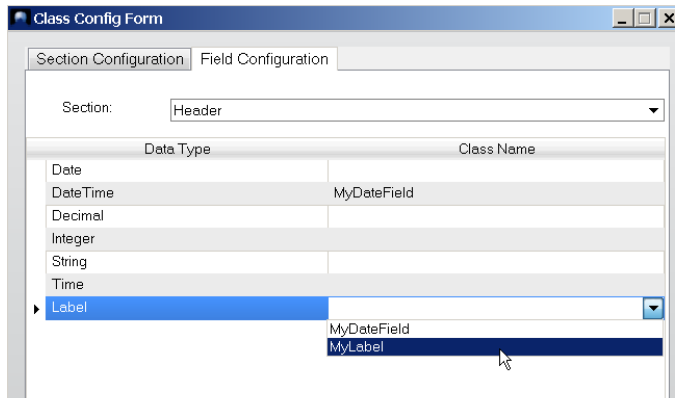 Class Config Form
Section Configuration Field Configuration
Section: Header
Data Type Class Name
Date
DateTime MyDateField
Decimal
Integer
String
Time
Label
MyDateField
MyLabel